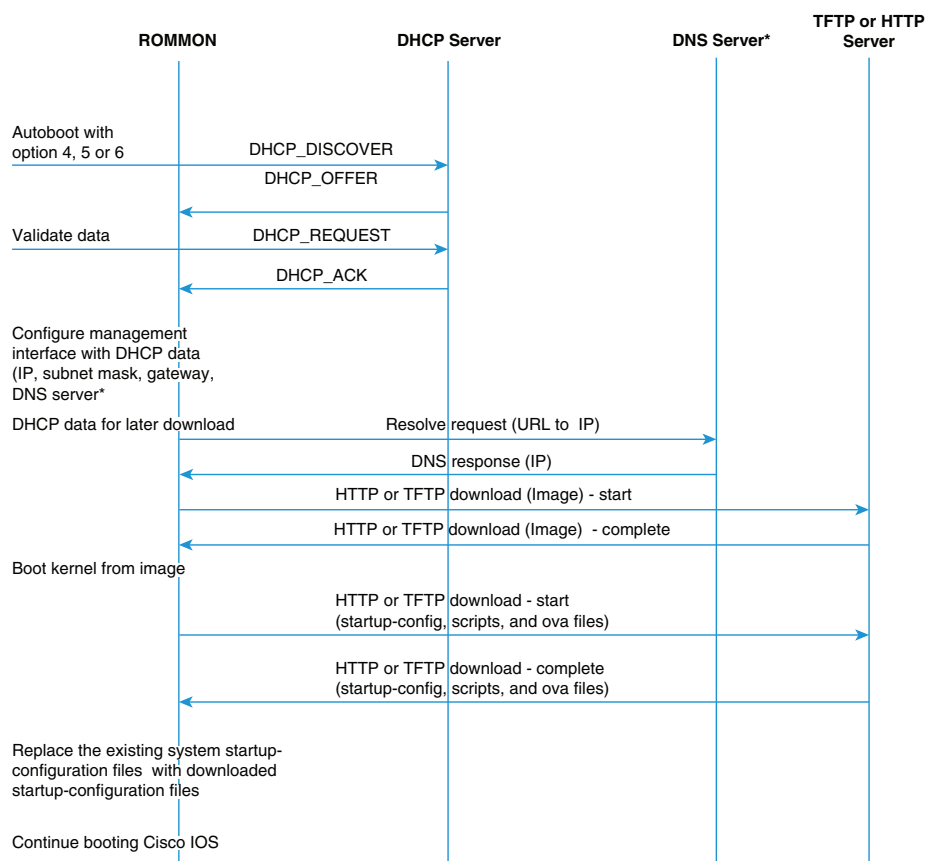 TFTP or HTTP
ROMMON DHCP Server DNS Server* Server
Autoboot with
option 4, 5 or 6
DHCP_DISCOVER
DHCP_OFFER
Validate data
DHCP_REQUEST
DHCP_ACK
Configure management
interface with DHCP data
(IP, subnet mask, gateway,
DNS server*
DHCP data for later download
Resolve request (URL to IP)
DNS response (IP)
HTTP or TFTP download (Image) - start
HTTP or TFTP download (Image) - complete
Boot kernel from image
HTTP or TFTP download - start
(startup-config, scripts, and ova files)
HTTP or TFTP download - complete
(startup-config, scripts, and ova files)
Replace the existing system startup-
configuration files with downloaded
startup-configuration files
Continue booting Cisco IOS